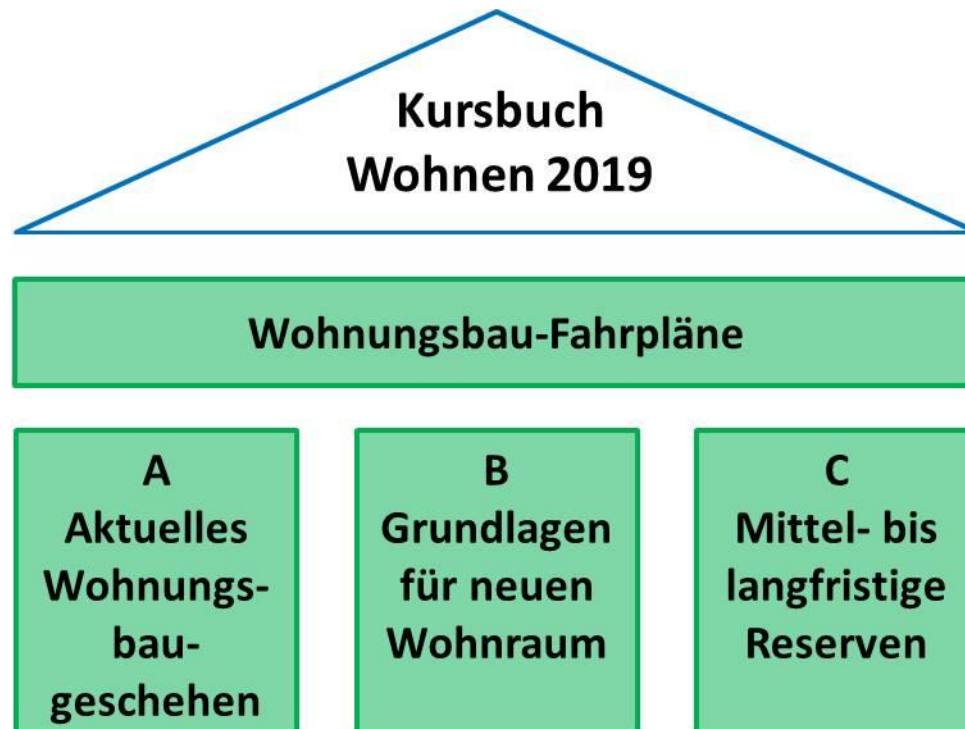 Kursbuch
Wohnen 2019
Wohnungsbau-Fahrpläne
A
Aktuelles
Wohnungs-
bau-
geschehen
B
Grundlagen
für neuen
Wohnraum
C
Mittel- bis
langfristige
Reserven